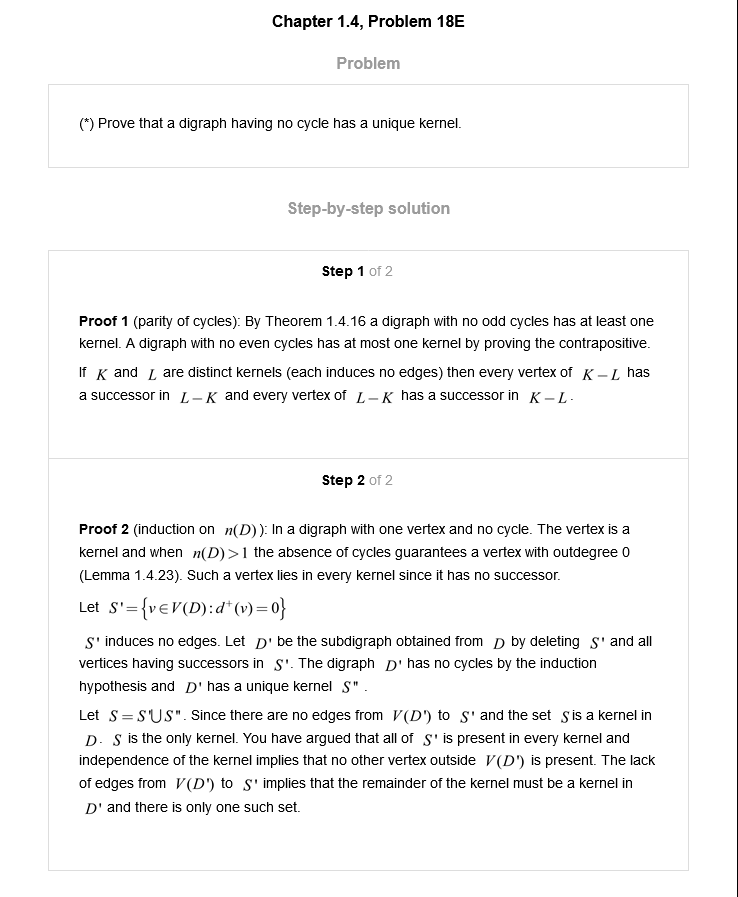 Chapter 1.4, Problem 18E
Problem
(*) Prove that a digraph having no cycle has a unique kernel.
Step-by-step solution
Step 1 of 2
Proof 1 (parity of cycles): By Theorem 1.4.16 a digraph with no odd cycles has at least one
kernel. A digraph with no even cycles has at most one kernel by proving the contrapositive.
If K and L are distinct kernels (each induces no edges) then every vertex of K – L has
a successor in L – K and every vertex of L – K has a successor in K – L.
Step 2 of 2
Proof 2 (induction on n(D)): In a digraph with one vertex and no cycle. The vertex is a
kernel and when n(D)>1 the absence of cycles guarantees a vertex with outdegree 0
(Lemma 1.4.23). Such a vertex lies in every kernel since it has no successor.
Let S'={v∈V(D):d⁺(v)=0}
S' induces no edges. Let D' be the subdigraph obtained from D by deleting S' and all
vertices having successors in S'. The digraph D' has no cycles by the induction
hypothesis and D' has a unique kernel S".
Let S=S'∪S". Since there are no edges from V(D') to S' and the set S is a kernel in
D. S is the only kernel. You have argued that all of S' is present in every kernel and
independence of the kernel implies that no other vertex outside V(D') is present. The lack
of edges from V(D') to S' implies that the remainder of the kernel must be a kernel in
D' and there is only one such set.